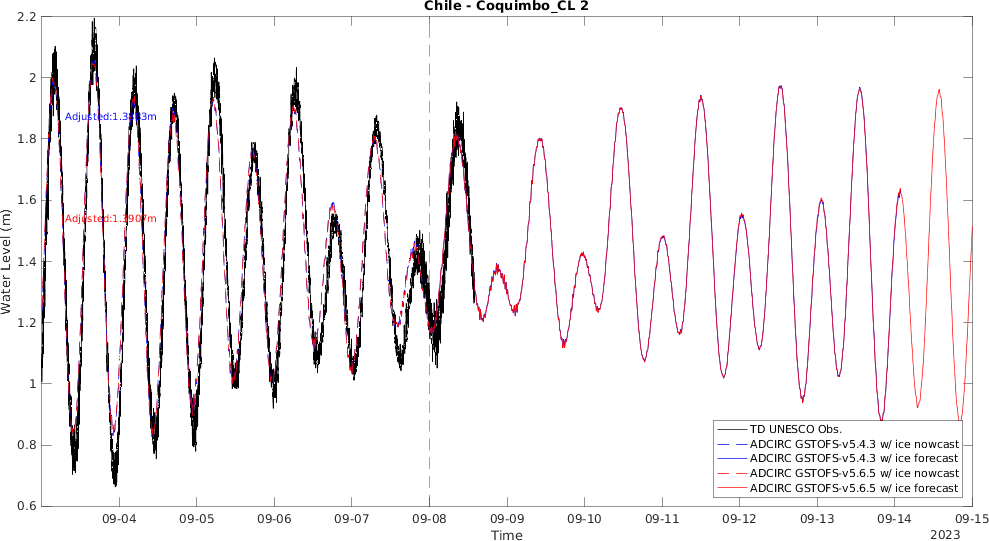 Chile - Coquimbo_CL 2
2.2
2
1.8
1.6
1.4
1.2
1
0.8
0.6
Water Level (m)
Adjusted:1.3883m
Adjusted:1.3907m
TD UNESCO Obs.
ADCIRC GSTOFS-v5.4.3 w/ ice nowcast
ADCIRC GSTOFS-v5.4.3 w/ ice forecast
ADCIRC GSTOFS-v5.6.5 w/ ice nowcast
ADCIRC GSTOFS-v5.6.5 w/ ice forecast
09-04 09-05 09-06 09-07 09-08 09-09 09-10 09-11 09-12 09-13 09-14 09-15
Time
2023